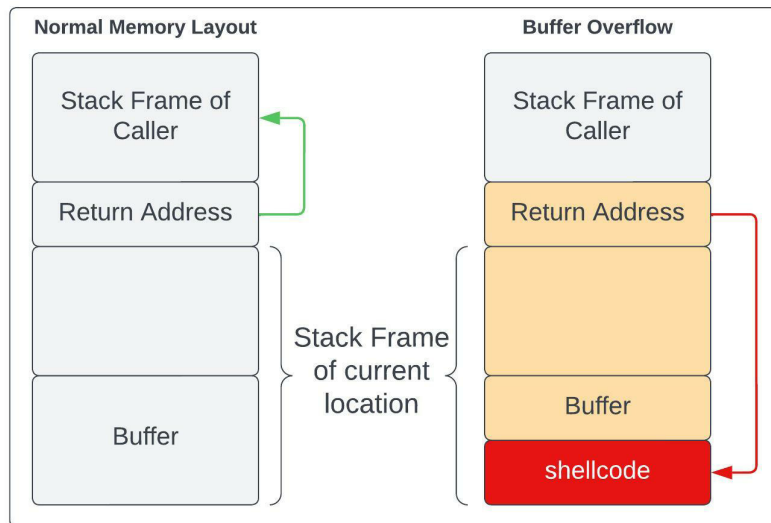 Normal Memory Layout
Stack Frame of
Caller
Return Address
Buffer
Stack Frame
of current
location
Buffer Overflow
Stack Frame of
Caller
Return Address
Buffer
shellcode